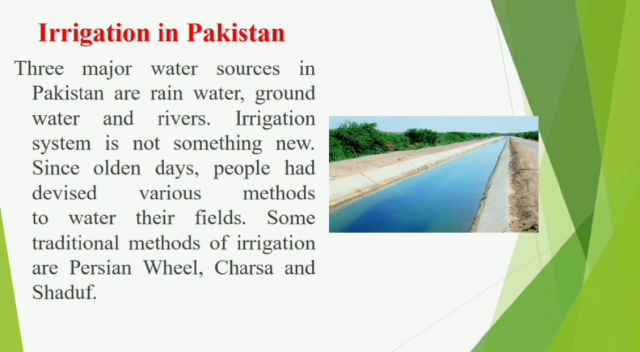 Irrigation in Pakistan
Three major water sources in
Pakistan are rain water, ground
water and rivers. Irrigation
system is not something new.
Since olden days, people had
devised various methods
to water their fields. Some
traditional methods of irrigation
are Persian Wheel, Charsa and
Shaduf.